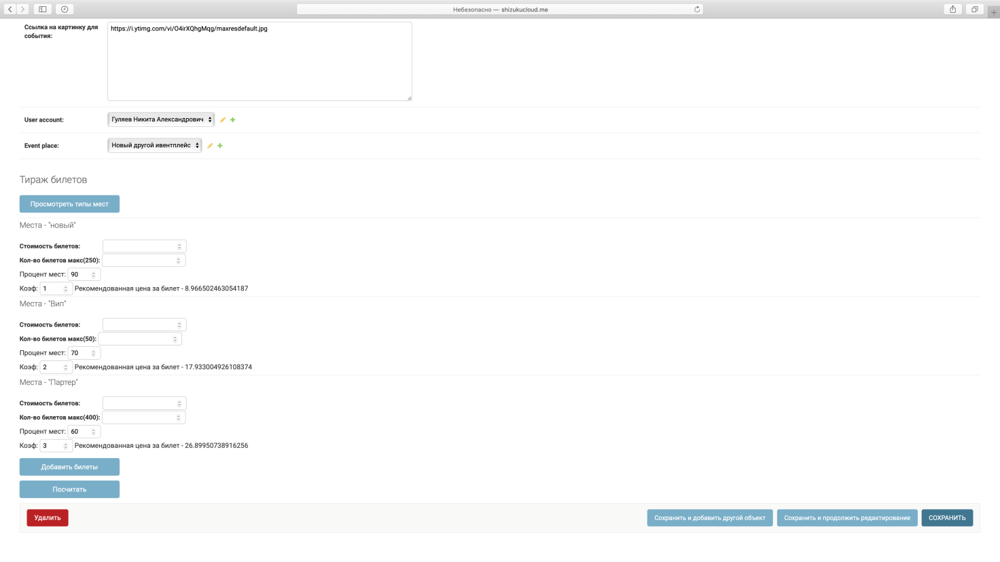 Небезопасно — shizukucloud.me
Ссылка на картинку для
события:
https://i.ytimg.com/vi/O4irXQhgMqg/maxresdefault.jpg
User account:
Гуляев Никита Александрович
Event place:
Новый другой ивентплейс
Тираж билетов
Просмотреть типы мест
Места - "новый"
Стоимость билетов:
Кол-во билетов макс(250):
Процент мест: 90
Коэф: 1 Рекомендованная цена за билет - 8.966502463054187
Места - "Вип"
Стоимость билетов:
Кол-во билетов макс(50):
Процент мест: 70
Коэф: 2 Рекомендованная цена за билет - 17.933004926108374
Места - "Партер"
Стоимость билетов:
Кол-во билетов макс(400):
Процент мест: 60
Коэф: 3 Рекомендованная цена за билет - 26.89950738916256
Добавить билеты
Посчитать
Удалить
Сохранить и добавить другой объект
Сохранить и продолжить редактирование
СОХРАНИТЬ